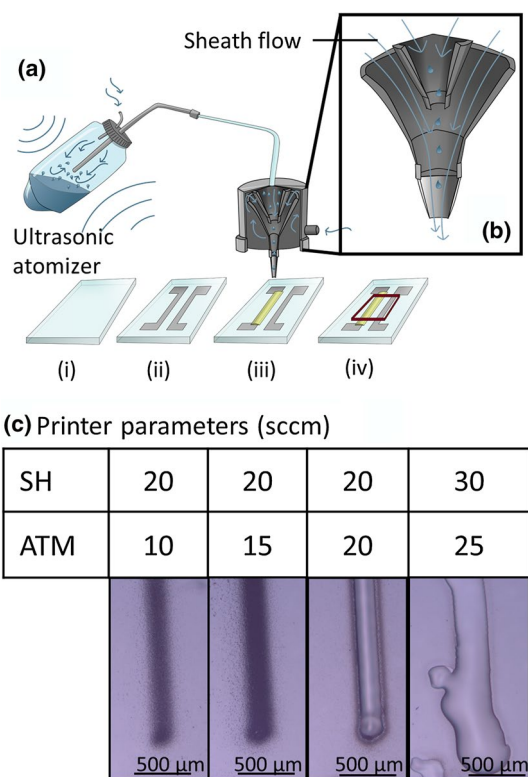 Sheath flow
(a)
(b)
Ultrasonic
atomizer
(i) (ii) (iii) (iv)
(c) Printer parameters (sccm)
SH 20 20 20 30
ATM 10 15 20 25
500 µm 500 µm 500 µm 500 µm